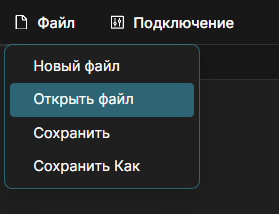 Файл Подключение
Новый файл
Открыть файл
Сохранить
Сохранить Как